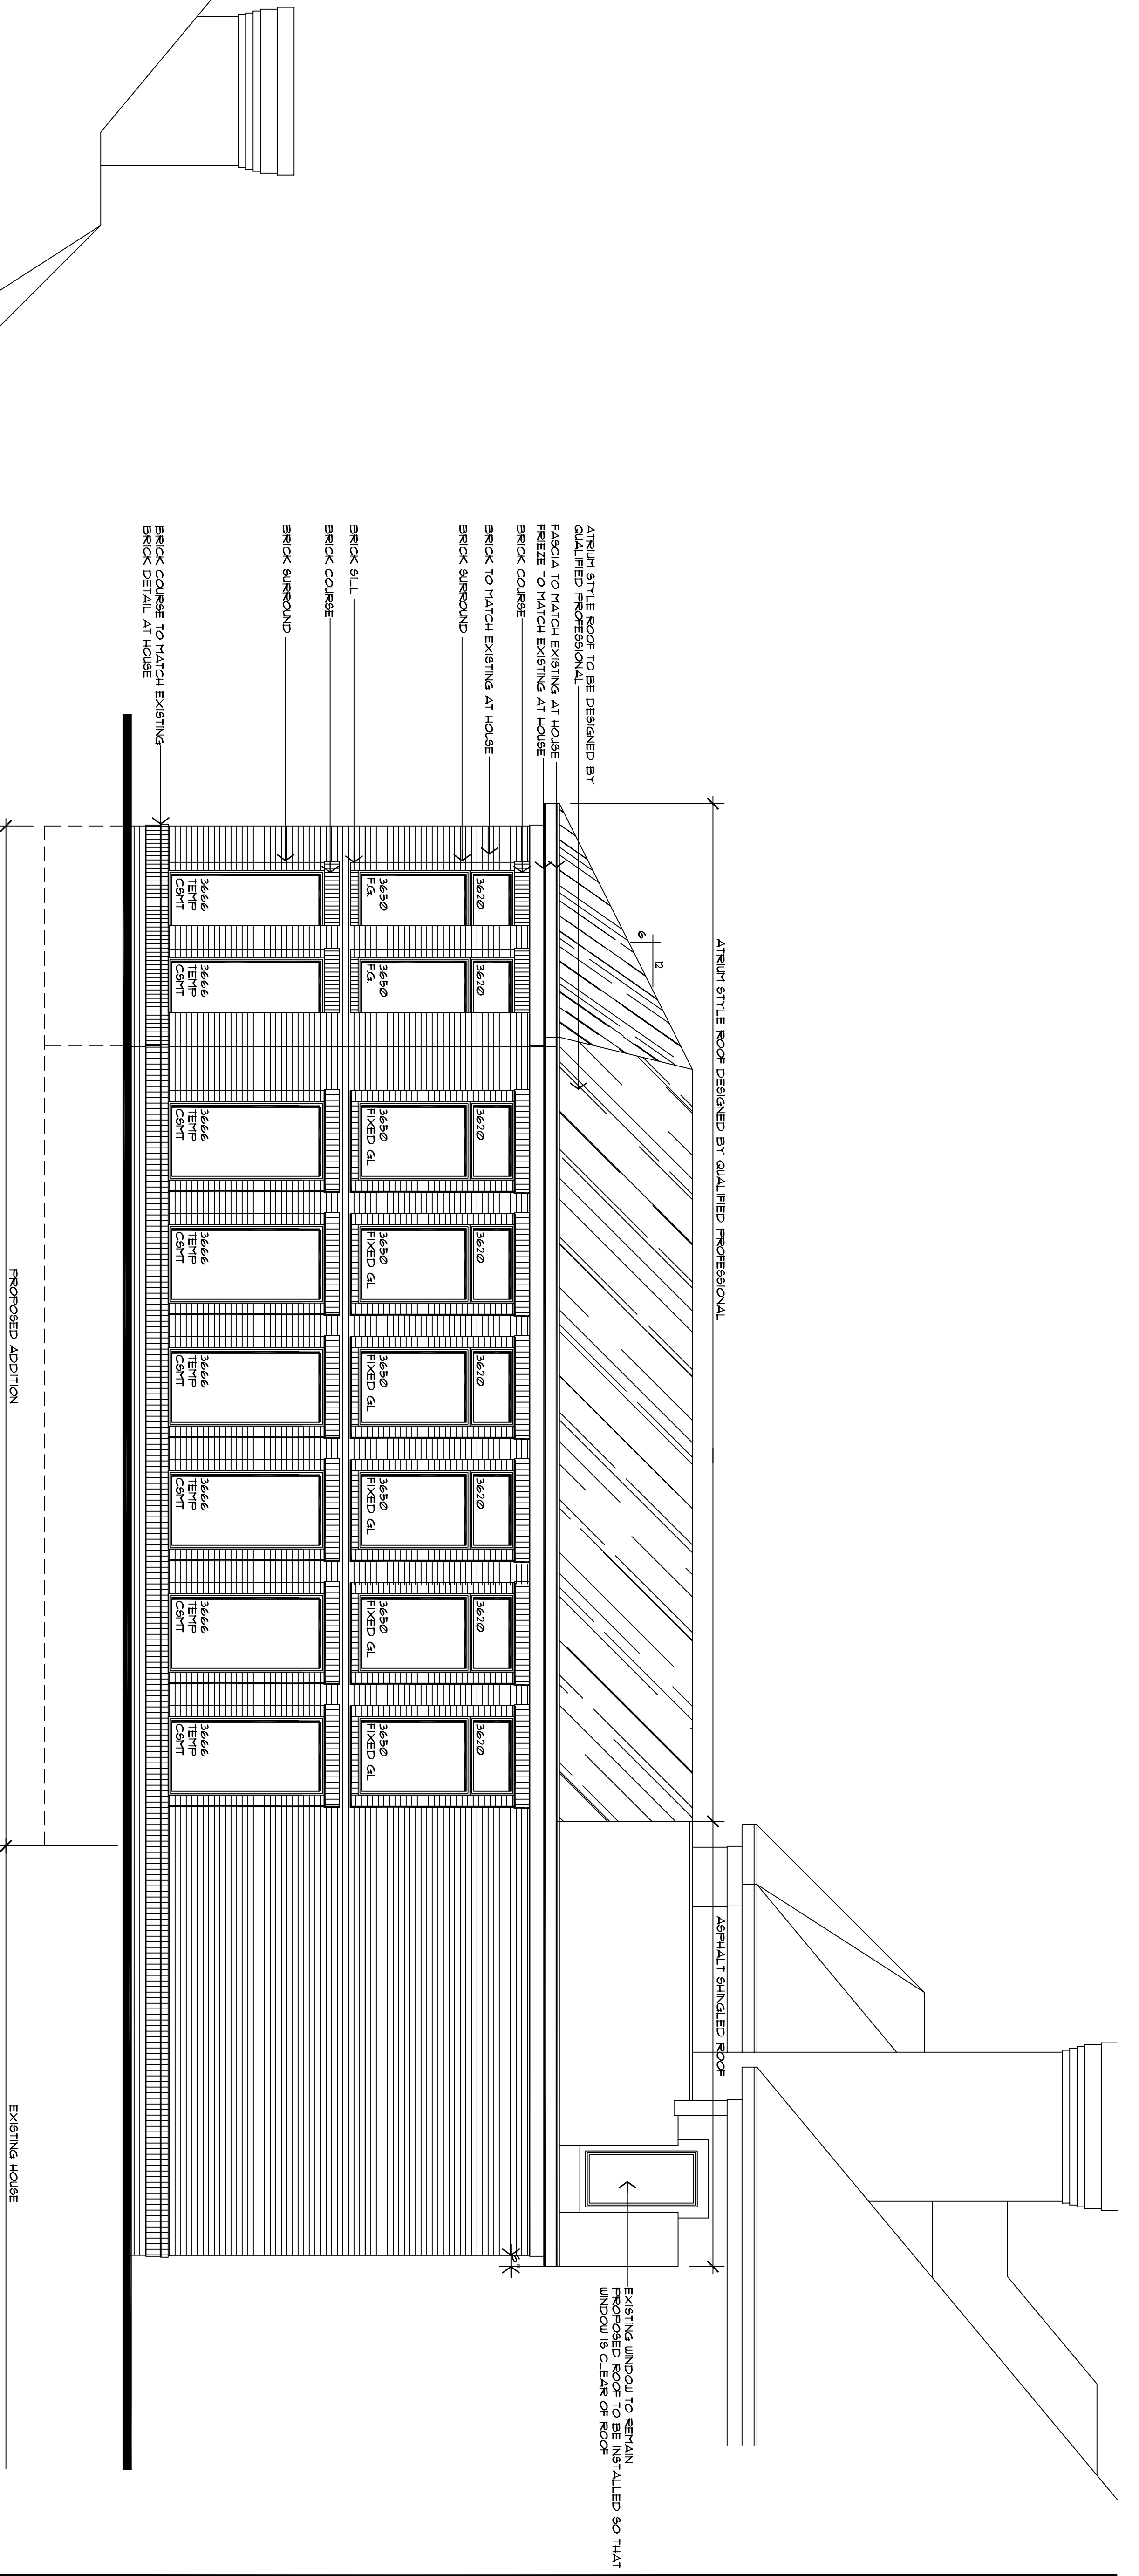 ATRIUM STYLE ROOF DESIGNED BY QUALIFIED PROFESSIONAL
ASPHALT SHINGLED ROOF
6
12
EXISTING WINDOW TO REMAIN
PROPOSED ROOF TO BE INSTALLED SO THAT
WINDOW IS CLEAR OF ROOF
ATRIUM STYLE ROOF TO BE DESIGNED BY
QUALIFIED PROFESSIONAL
FASCIA TO MATCH EXISTING AT HOUSE
FRIEZE TO MATCH EXISTING AT HOUSE
BRICK COURSE
BRICK TO MATCH EXISTING AT HOUSE
BRICK SURROUND
BRICK SILL
BRICK COURSE
BRICK SURROUND
BRICK COURSE TO MATCH EXISTING
BRICK DETAIL AT HOUSE
6"
3620
3620
3620
3620
3620
3620
3620
3620
3650
F.G.
3650
F.G.
3650
FIXED GL
3650
FIXED GL
3650
FIXED GL
3650
FIXED GL
3650
FIXED GL
3650
FIXED GL
3666
TEMP
CSMT
3666
TEMP
CSMT
3666
TEMP
CSMT
3666
TEMP
CSMT
3666
TEMP
CSMT
3666
TEMP
CSMT
3666
TEMP
CSMT
3666
TEMP
CSMT
PROPOSED ADDITION
EXISTING HOUSE